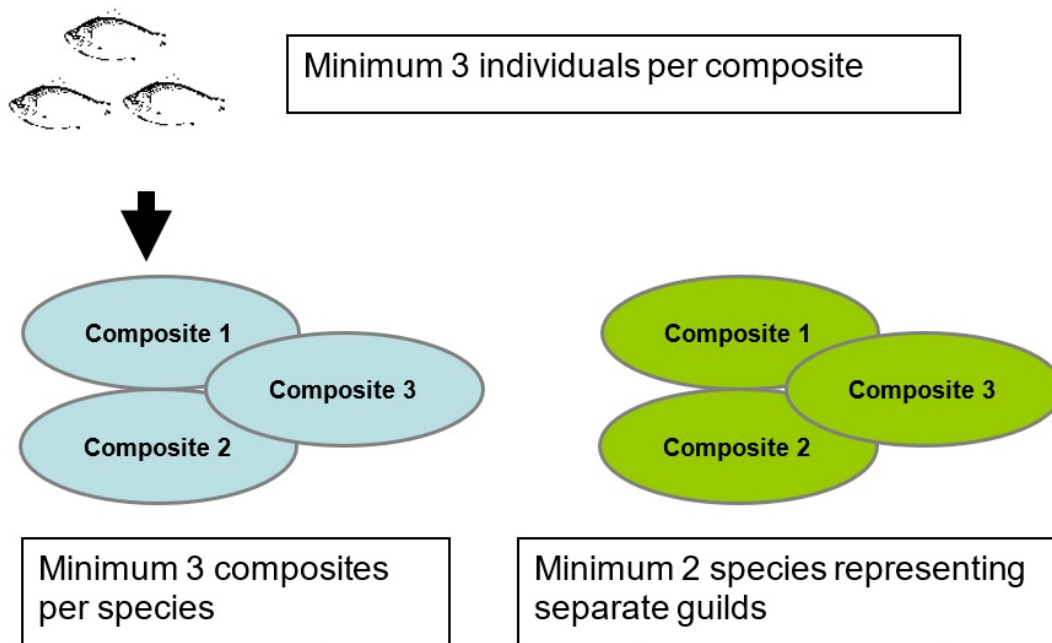 Minimum 3 individuals per composite
Composite 1
Composite 3
Composite 2
Composite 1
Composite 3
Composite 2
Minimum 3 composites
per species
Minimum 2 species representing
separate guilds